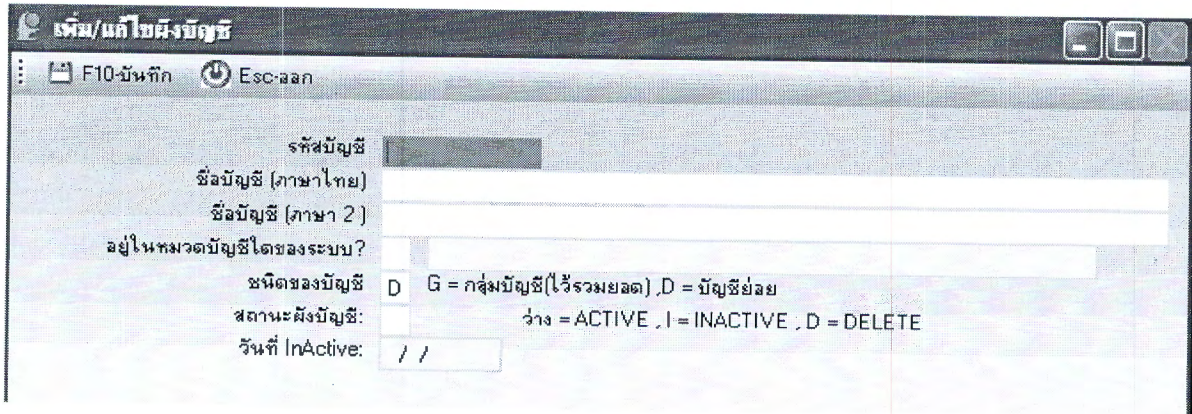 เพิ่ม/แก้ไขผังบัญชี
F10-บันทึก Esc-ออก
รหัสบัญชี
ชื่อบัญชี (ภาษาไทย)
ชื่อบัญชี (ภาษา 2 )
อยู่ในหมวดบัญชีใดของระบบ?
ชนิดของบัญชี D G = กลุ่มบัญชี(ไว้รวมยอด) ,D = บัญชีย่อย
สถานะผังบัญชี: ว่าง = ACTIVE , I = INACTIVE , D = DELETE
วันที่ InActive: / /